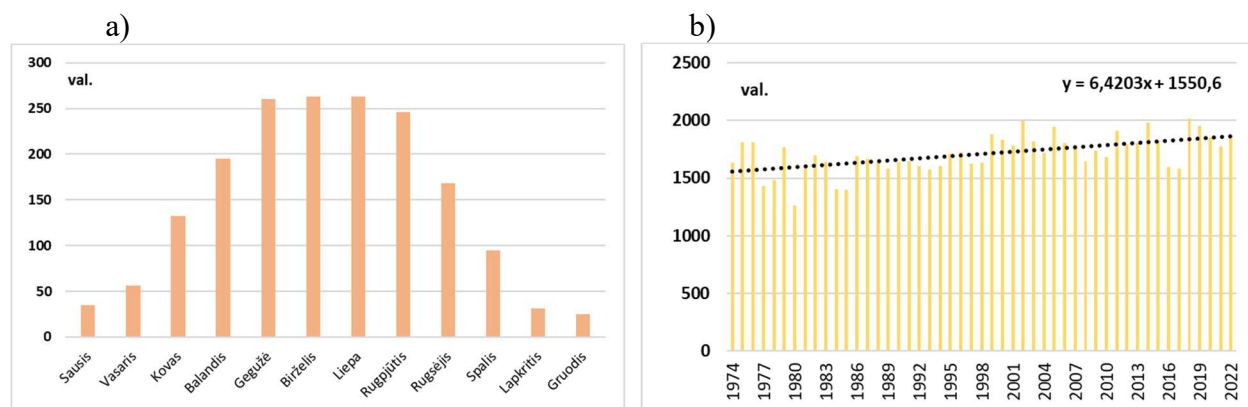 a)
300
val.
250
200
150
100
50
0
Sausis
Vasaris
Kovas
Balandis
Gegužė
Birželis
Liepa
Rugpjūtis
Rugsėjis
Spalis
Lapkritis
Gruodis
b)
2500
val.
y = 6,4203x + 1550,6
2000
1500
1000
500
0
1974
1977
1980
1983
1986
1989
1992
1995
1998
2001
2004
2007
2010
2013
2016
2019
2022